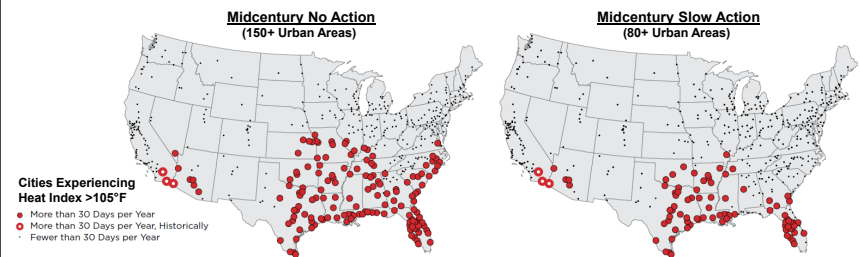 Midcentury No Action
(150+ Urban Areas)
Midcentury Slow Action
(80+ Urban Areas)
Cities Experiencing
Heat Index >105°F
More than 30 Days per Year
More than 30 Days per Year, Historically
Fewer than 30 Days per Year